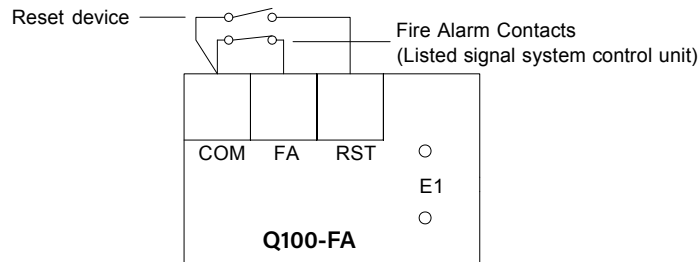 Reset device
Fire Alarm Contacts
(Listed signal system control unit)
COM FA RST
E1
Q100-FA